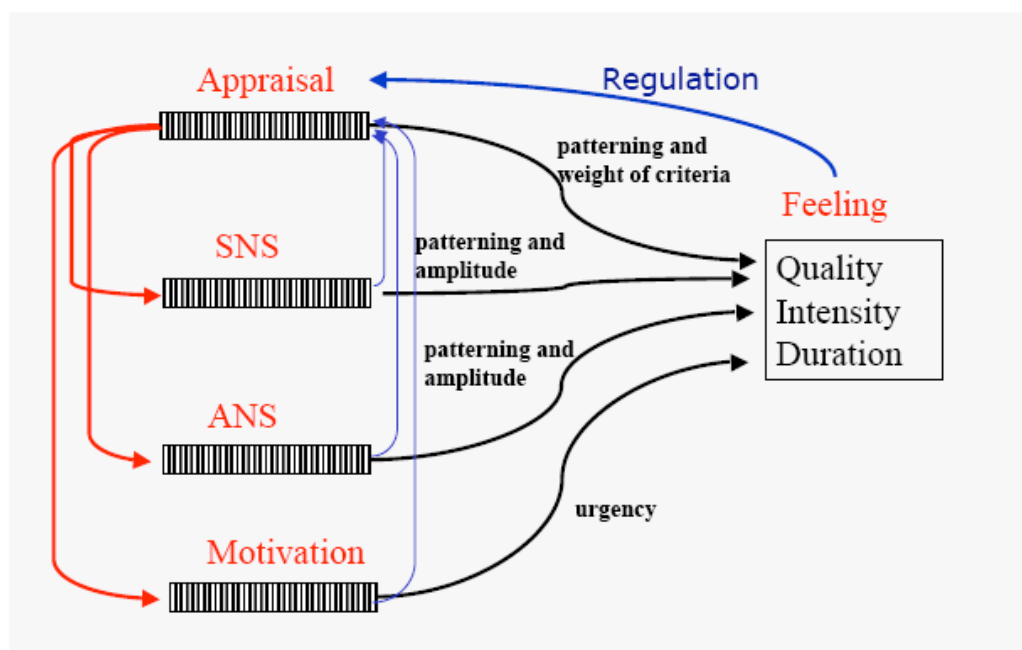 Appraisal
Regulation
patterning and
weight of criteria
Feeling
SNS
patterning and
amplitude
Quality
Intensity
Duration
patterning and
amplitude
ANS
urgency
Motivation